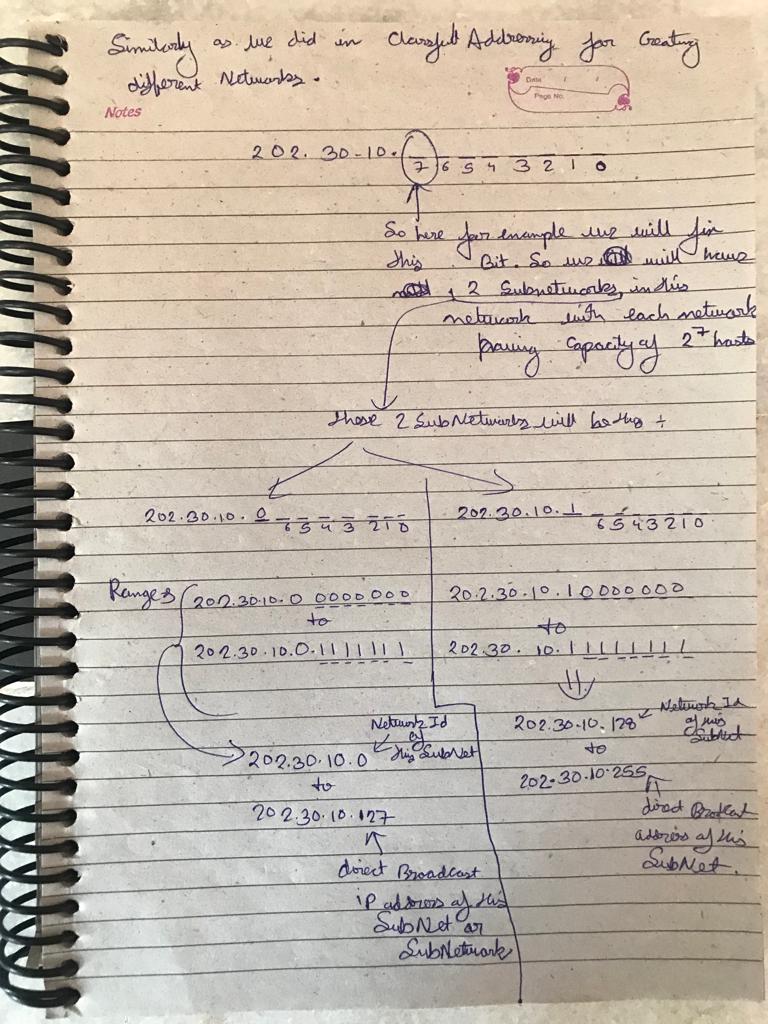 Similarly as we did in Classful Addressing for Creating
different Networks.
Date / /
Page No.
Notes
202. 30-10. _ _ _ _ _ _ _ _
7 6 5 4 3 2 1 0
So here for example we will fix
this Bit. So we will have
2 Subnetworks, in this
network with each network
having Capacity of 2^7 hosts
These 2 SubNetworks will be thus ÷
202.30.10. 0 _ _ _ _ _ _ _
6 5 4 3 2 1 0
202.30.10. 1 _ _ _ _ _ _ _
6 5 4 3 2 1 0
Ranges
202.30.10.0 0000000
to
202.30.10.0.1111111
202.30.10.10000000
to
202.30. 10.11111111
Network Id
of
this SubNet
202.30.10.0
to
202.30.10.127
direct Broadcast
IP address of this
SubNet or
SubNetwork
202.30.10.128
Network Id
of this
SubNet
to
202.30.10.255
direct Brodcast
address of this
SubNet.